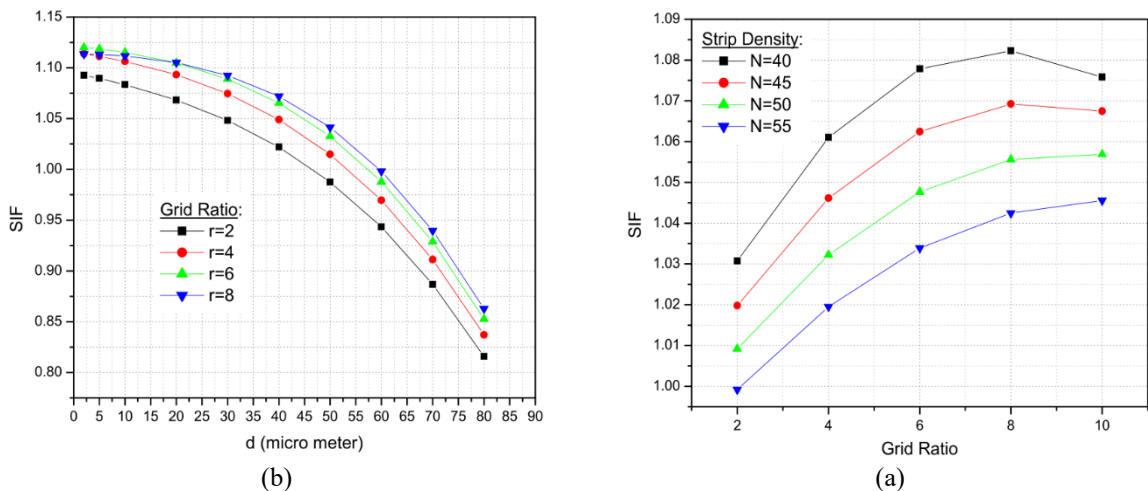 1.15
1.10
1.05
1.00
0.95
0.90
0.85
0.80
SIF
Grid Ratio:
r=2
r=4
r=6
r=8
0 5 10 15 20 25 30 35 40 45 50 55 60 65 70 75 80 85 90
d (micro meter)
(b)
1.09
1.08
1.07
1.06
1.05
1.04
1.03
1.02
1.01
1.00
SIF
Strip Density:
N=40
N=45
N=50
N=55
2 4 6 8 10
Grid Ratio
(a)